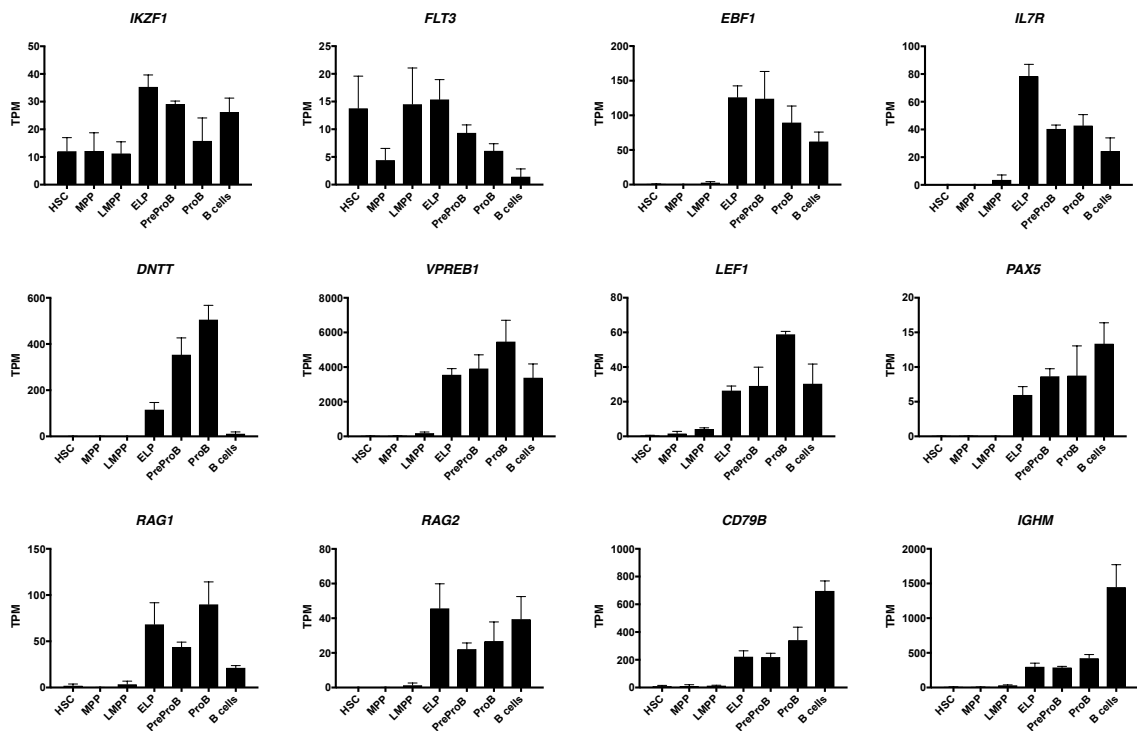 IKZF1
50
40
30
20
10
0
TPM
HSC
MPP
LMPP
ELP
PreProB
ProB
B cells
FLT3
25
20
15
10
5
0
TPM
HSC
MPP
LMPP
ELP
PreProB
ProB
B cells
EBF1
200
150
100
50
0
TPM
HSC
MPP
LMPP
ELP
PreProB
ProB
B cells
IL7R
100
80
60
40
20
0
TPM
HSC
MPP
LMPP
ELP
PreProB
ProB
B cells
DNTT
600
400
200
0
TPM
HSC
MPP
LMPP
ELP
PreProB
ProB
B cells
VPREB1
8000
6000
4000
2000
0
TPM
HSC
MPP
LMPP
ELP
PreProB
ProB
B cells
LEF1
80
60
40
20
0
TPM
HSC
MPP
LMPP
ELP
PreProB
ProB
B cells
PAX5
20
15
10
5
0
TPM
HSC
MPP
LMPP
ELP
PreProB
ProB
B cells
RAG1
150
100
50
0
TPM
HSC
MPP
LMPP
ELP
PreProB
ProB
B cells
RAG2
80
60
40
20
0
TPM
HSC
MPP
LMPP
ELP
PreProB
ProB
B cells
CD79B
1000
800
600
400
200
0
TPM
HSC
MPP
LMPP
ELP
PreProB
ProB
B cells
IGHM
2000
1500
1000
500
0
TPM
HSC
MPP
LMPP
ELP
PreProB
ProB
B cells